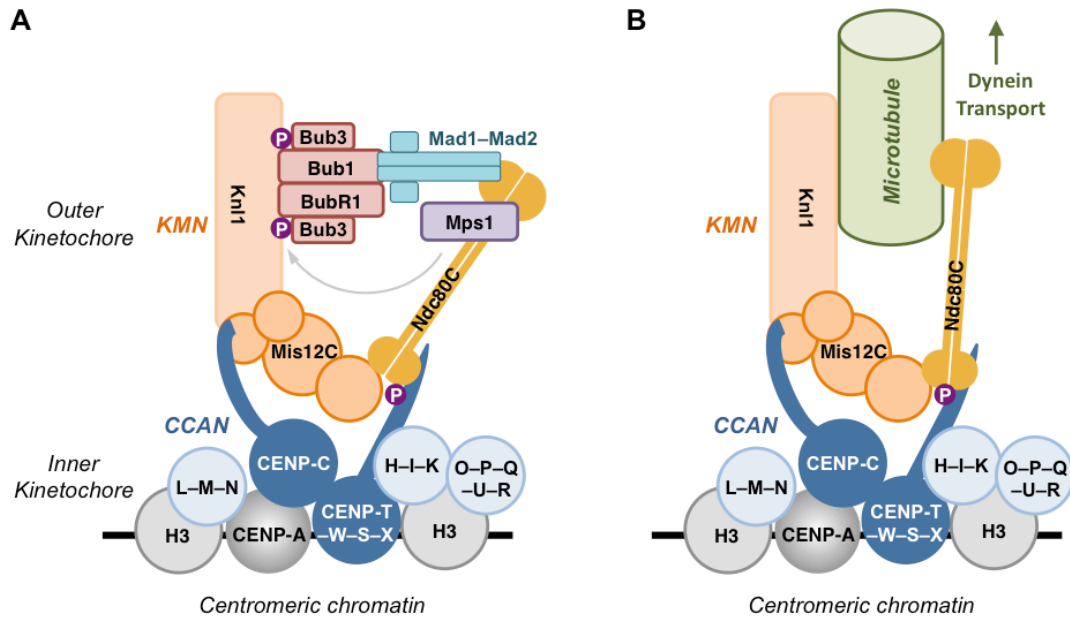 A
Bub3
P
Mad1–Mad2
Bub1
Knl1
BubR1
Outer
Kinetochore
KMN
Mps1
P
Bub3
Ndc80C
Mis12C
P
CCAN
CENP-C
H–I–K
O–P–Q
–U–R
Inner
Kinetochore
L–M–N
CENP-T
–W–S–X
H3
CENP-A
H3
Centromeric chromatin
B
Dynein
Transport
Microtubule
Knl1
KMN
Ndc80C
Mis12C
P
CENP-C
H–I–K
O–P–Q
–U–R
L–M–N
CENP-T
–W–S–X
H3
CENP-A
H3
Centromeric chromatin